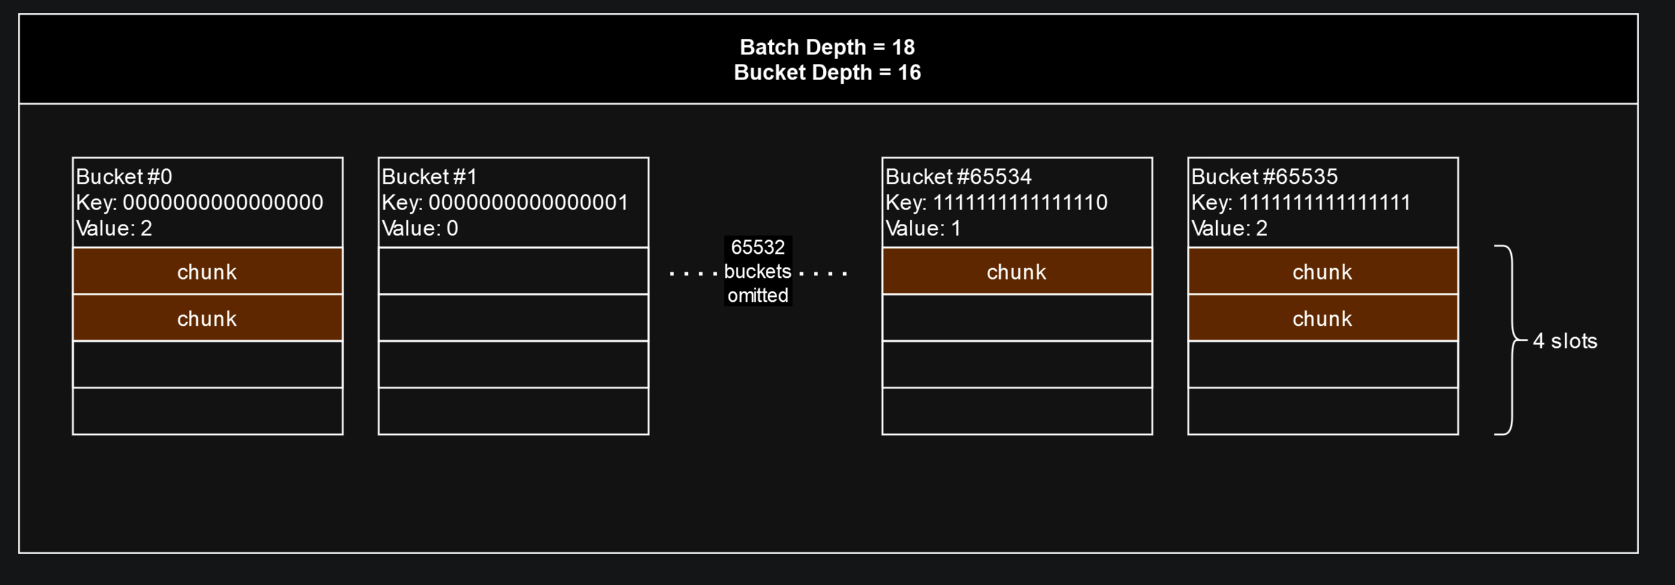 Batch Depth = 18
Bucket Depth = 16
Bucket #0
Key: 0000000000000000
Value: 2
chunk
chunk
Bucket #1
Key: 0000000000000001
Value: 0
65532
buckets
omitted
Bucket #65534
Key: 1111111111111110
Value: 1
chunk
Bucket #65535
Key: 1111111111111111
Value: 2
chunk
chunk
4 slots